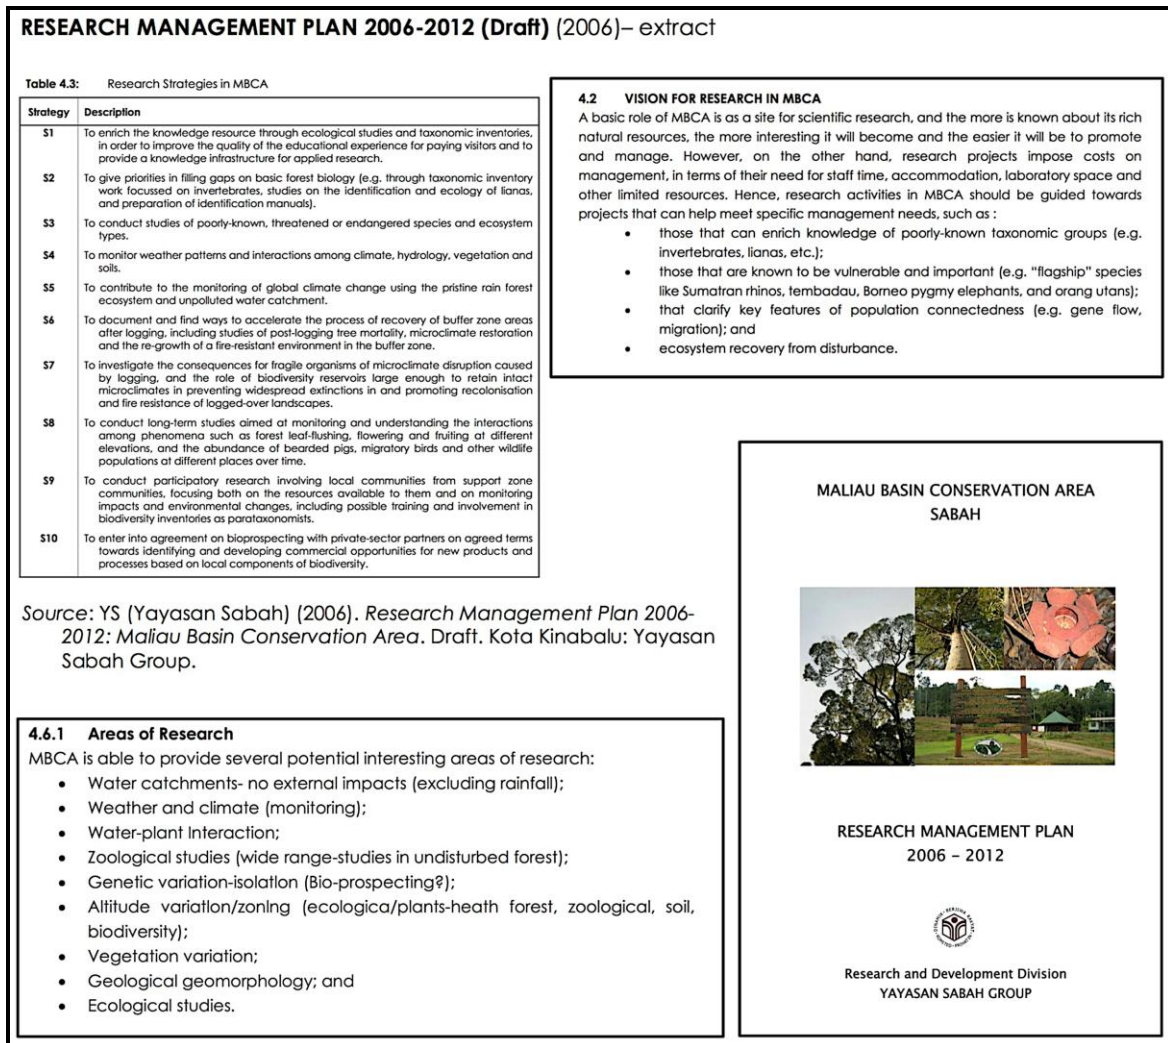 RESEARCH MANAGEMENT PLAN 2006-2012 (Draft) (2006)– extract
Table 4.3: Research Strategies in MBCA
Strategy Description
S1 To enrich the knowledge resource through ecological studies and taxonomic inventories,
in order to improve the quality of the educational experience for paying visitors and to
provide a knowledge infrastructure for applied research.
S2 To give priorities in filling gaps on basic forest biology (e.g. through taxonomic inventory
work focussed on invertebrates, studies on the identification and ecology of lianas,
and preparation of identification manuals).
S3 To conduct studies of poorly-known, threatened or endangered species and ecosystem
types.
S4 To monitor weather patterns and interactions among climate, hydrology, vegetation and
soils.
S5 To contribute to the monitoring of global climate change using the pristine rain forest
ecosystem and unpolluted water catchment.
S6 To document and find ways to accelerate the process of recovery of buffer zone areas
after logging, including studies of post-logging tree mortality, microclimate restoration
and the re-growth of a fire-resistant environment in the buffer zone.
S7 To investigate the consequences for fragile organisms of microclimate disruption caused
by logging, and the role of biodiversity reservoirs large enough to retain intact
microclimates in preventing widespread extinctions in and promoting recolonisation
and fire resistance of logged-over landscapes.
S8 To conduct long-term studies aimed at monitoring and understanding the interactions
among phenomena such as forest leaf-flushing, flowering and fruiting at different
elevations, and the abundance of bearded pigs, migratory birds and other wildlife
populations at different places over time.
S9 To conduct participatory research involving local communities from support zone
communities, focusing both on the resources available to them and on monitoring
impacts and environmental changes, including possible training and involvement in
biodiversity inventories as parataxonomists.
S10 To enter into agreement on bioprospecting with private-sector partners on agreed terms
towards identifying and developing commercial opportunities for new products and
processes based on local components of biodiversity.
4.2 VISION FOR RESEARCH IN MBCA
A basic role of MBCA is as a site for scientific research, and the more is known about its rich
natural resources, the more interesting it will become and the easier it will be to promote
and manage. However, on the other hand, research projects impose costs on
management, in terms of their need for staff time, accommodation, laboratory space and
other limited resources. Hence, research activities in MBCA should be guided towards
projects that can help meet specific management needs, such as :
• those that can enrich knowledge of poorly-known taxonomic groups (e.g.
invertebrates, lianas, etc.);
• those that are known to be vulnerable and important (e.g. “flagship” species
like Sumatran rhinos, tembadau, Borneo pygmy elephants, and orang utans);
• that clarify key features of population connectedness (e.g. gene flow,
migration); and
• ecosystem recovery from disturbance.
Source: YS (Yayasan Sabah) (2006). Research Management Plan 2006-
2012: Maliau Basin Conservation Area. Draft. Kota Kinabalu: Yayasan
Sabah Group.
4.6.1 Areas of Research
MBCA is able to provide several potential interesting areas of research:
• Water catchments- no external impacts (excluding rainfall);
• Weather and climate (monitoring);
• Water-plant Interaction;
• Zoological studies (wide range-studies in undisturbed forest);
• Genetic variation-isolation (Bio-prospecting?);
• Altitude variation/zoning (ecologica/plants-heath forest, zoological, soil,
biodiversity);
• Vegetation variation;
• Geological geomorphology; and
• Ecological studies.
MALIAU BASIN CONSERVATION AREA
SABAH
RESEARCH MANAGEMENT PLAN
2006 – 2012
Research and Development Division
YAYASAN SABAH GROUP